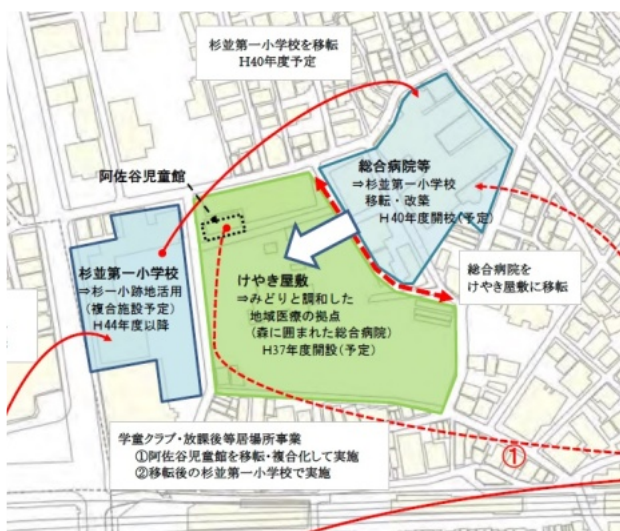 杉並第一小学校を移転
H40年度予定
阿佐谷児童館
総合病院等
⇒杉並第一小学校
移転・改築
H40年度開校(予定)
杉並第一小学校
⇒杉一小跡地活用
(複合施設予定)
H44年度以降
けやき屋敷
⇒みどりと調和した
地域医療の拠点
(森に囲まれた総合病院)
H37年度開設(予定)
総合病院を
けやき屋敷に移転
学童クラブ・放課後等居場所事業
①阿佐谷児童館を移転・複合化して実施
②移転後の杉並第一小学校で実施
①